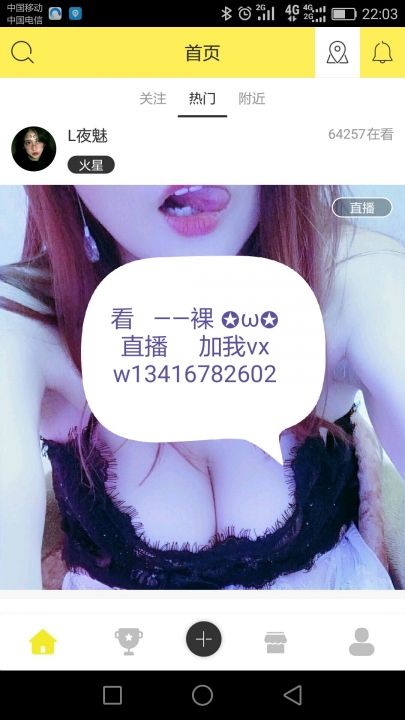 中国移动
中国电信
2G 4G 4G 2G 22:03
首页
关注 热门 附近
L夜魅
64257在看
火星
直播
看 一一裸 ✪ω✪
直播 加我vx
w13416782602